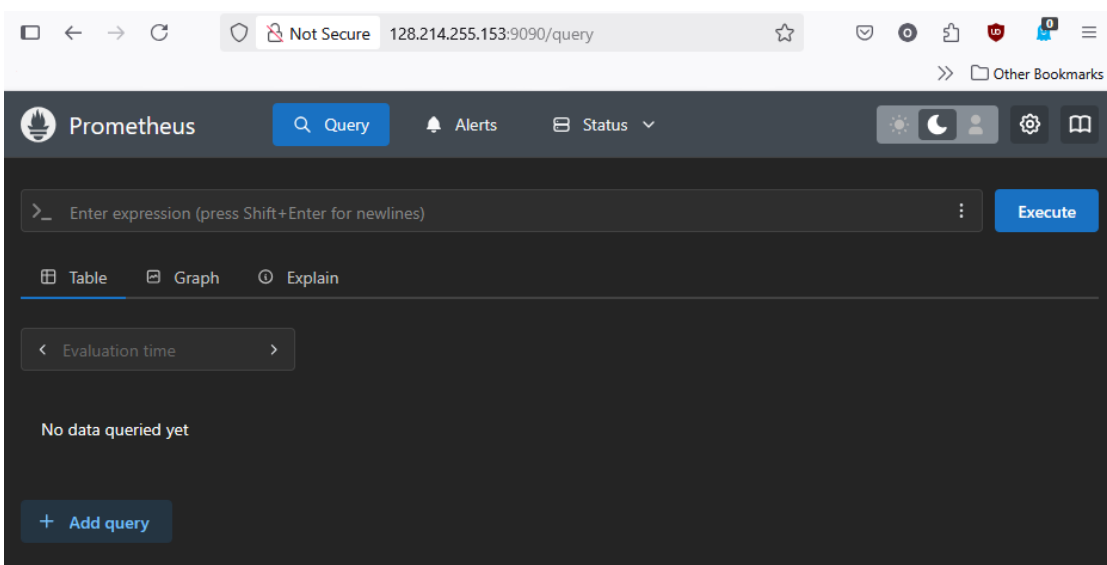 Not Secure 128.214.255.153:9090/query
0
Other Bookmarks
Prometheus Query Alerts Status
>_ Enter expression (press Shift+Enter for newlines) Execute
Table Graph Explain
Evaluation time
No data queried yet
+ Add query